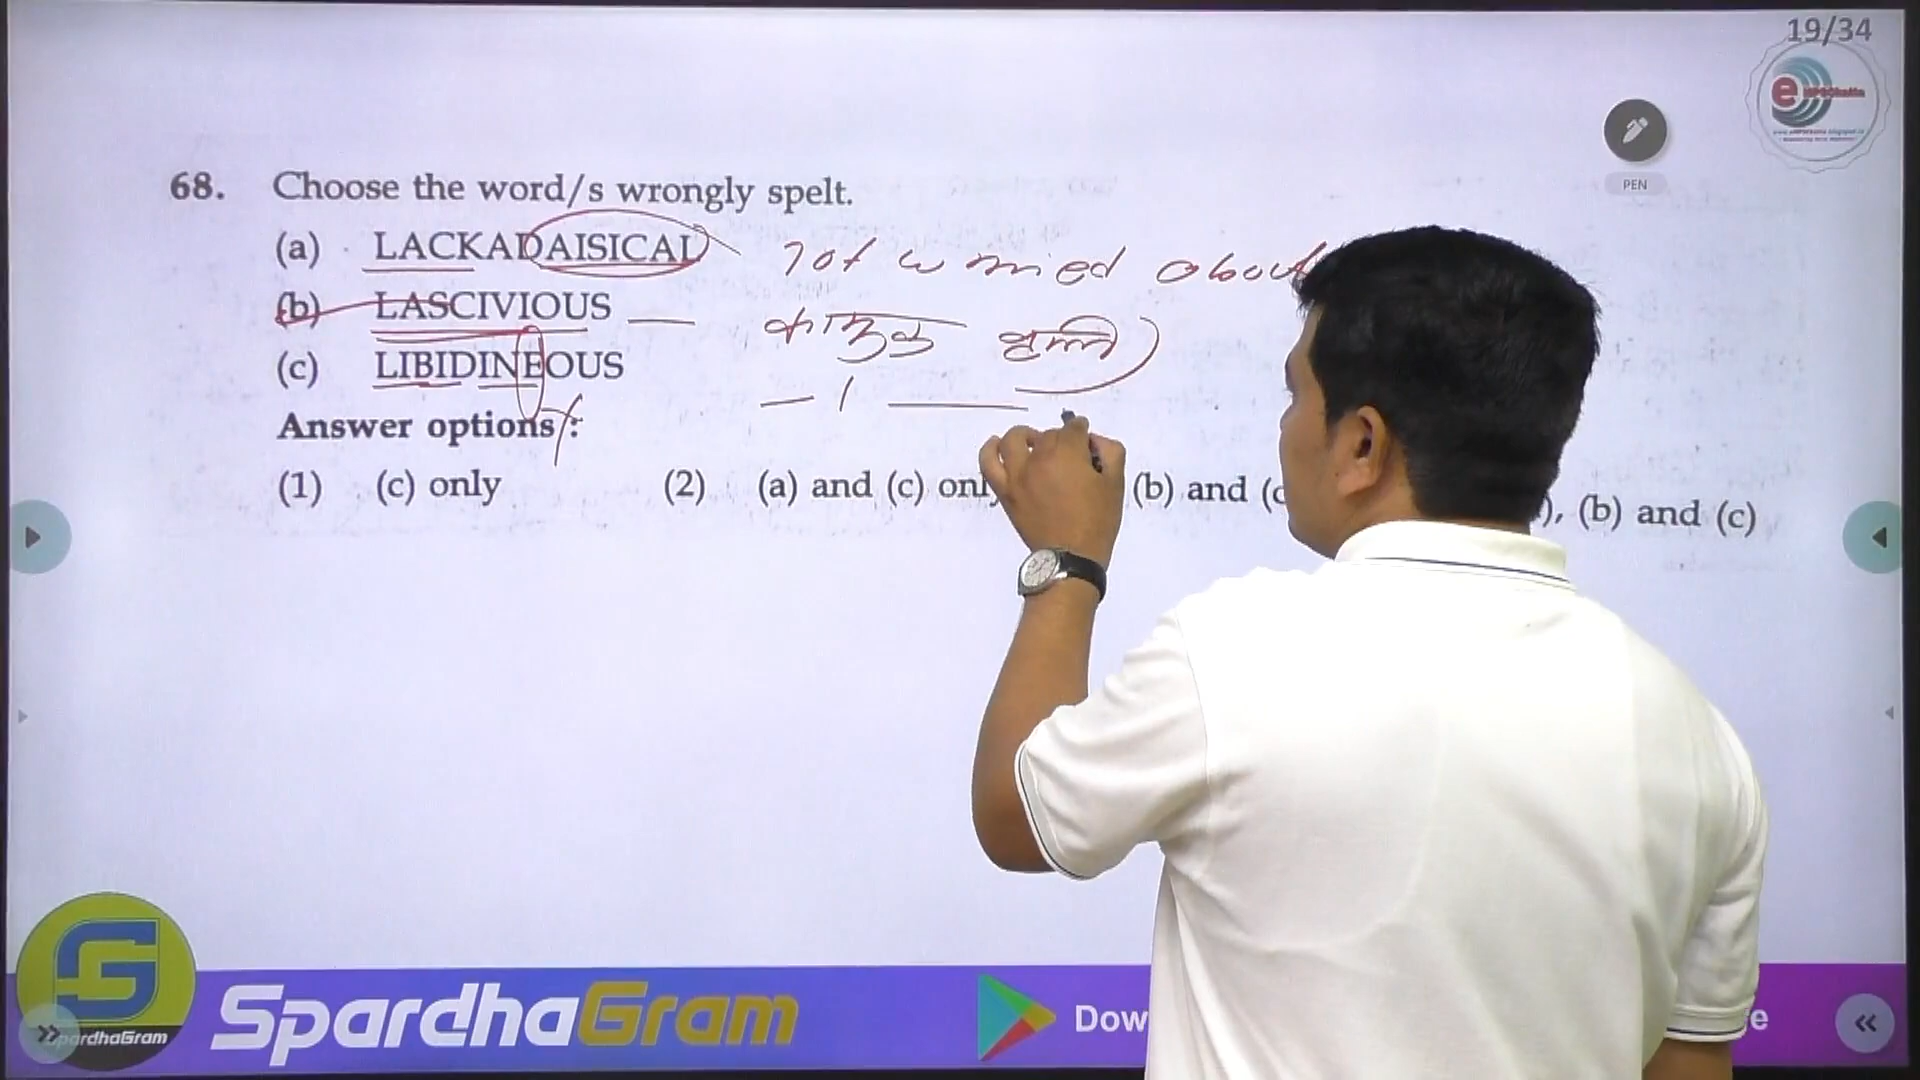 19/34
PEN
68. Choose the word/s wrongly spelt.
(a) LACKADAISICAL not worried about
(b) LASCIVIOUS कामुक
(c) LIBIDINEOUS
Answer options :
(1) (c) only (2) (a) and (c) only (b) and (c
), (b) and (c)
SpardhaGram
SpardhaGram Dow